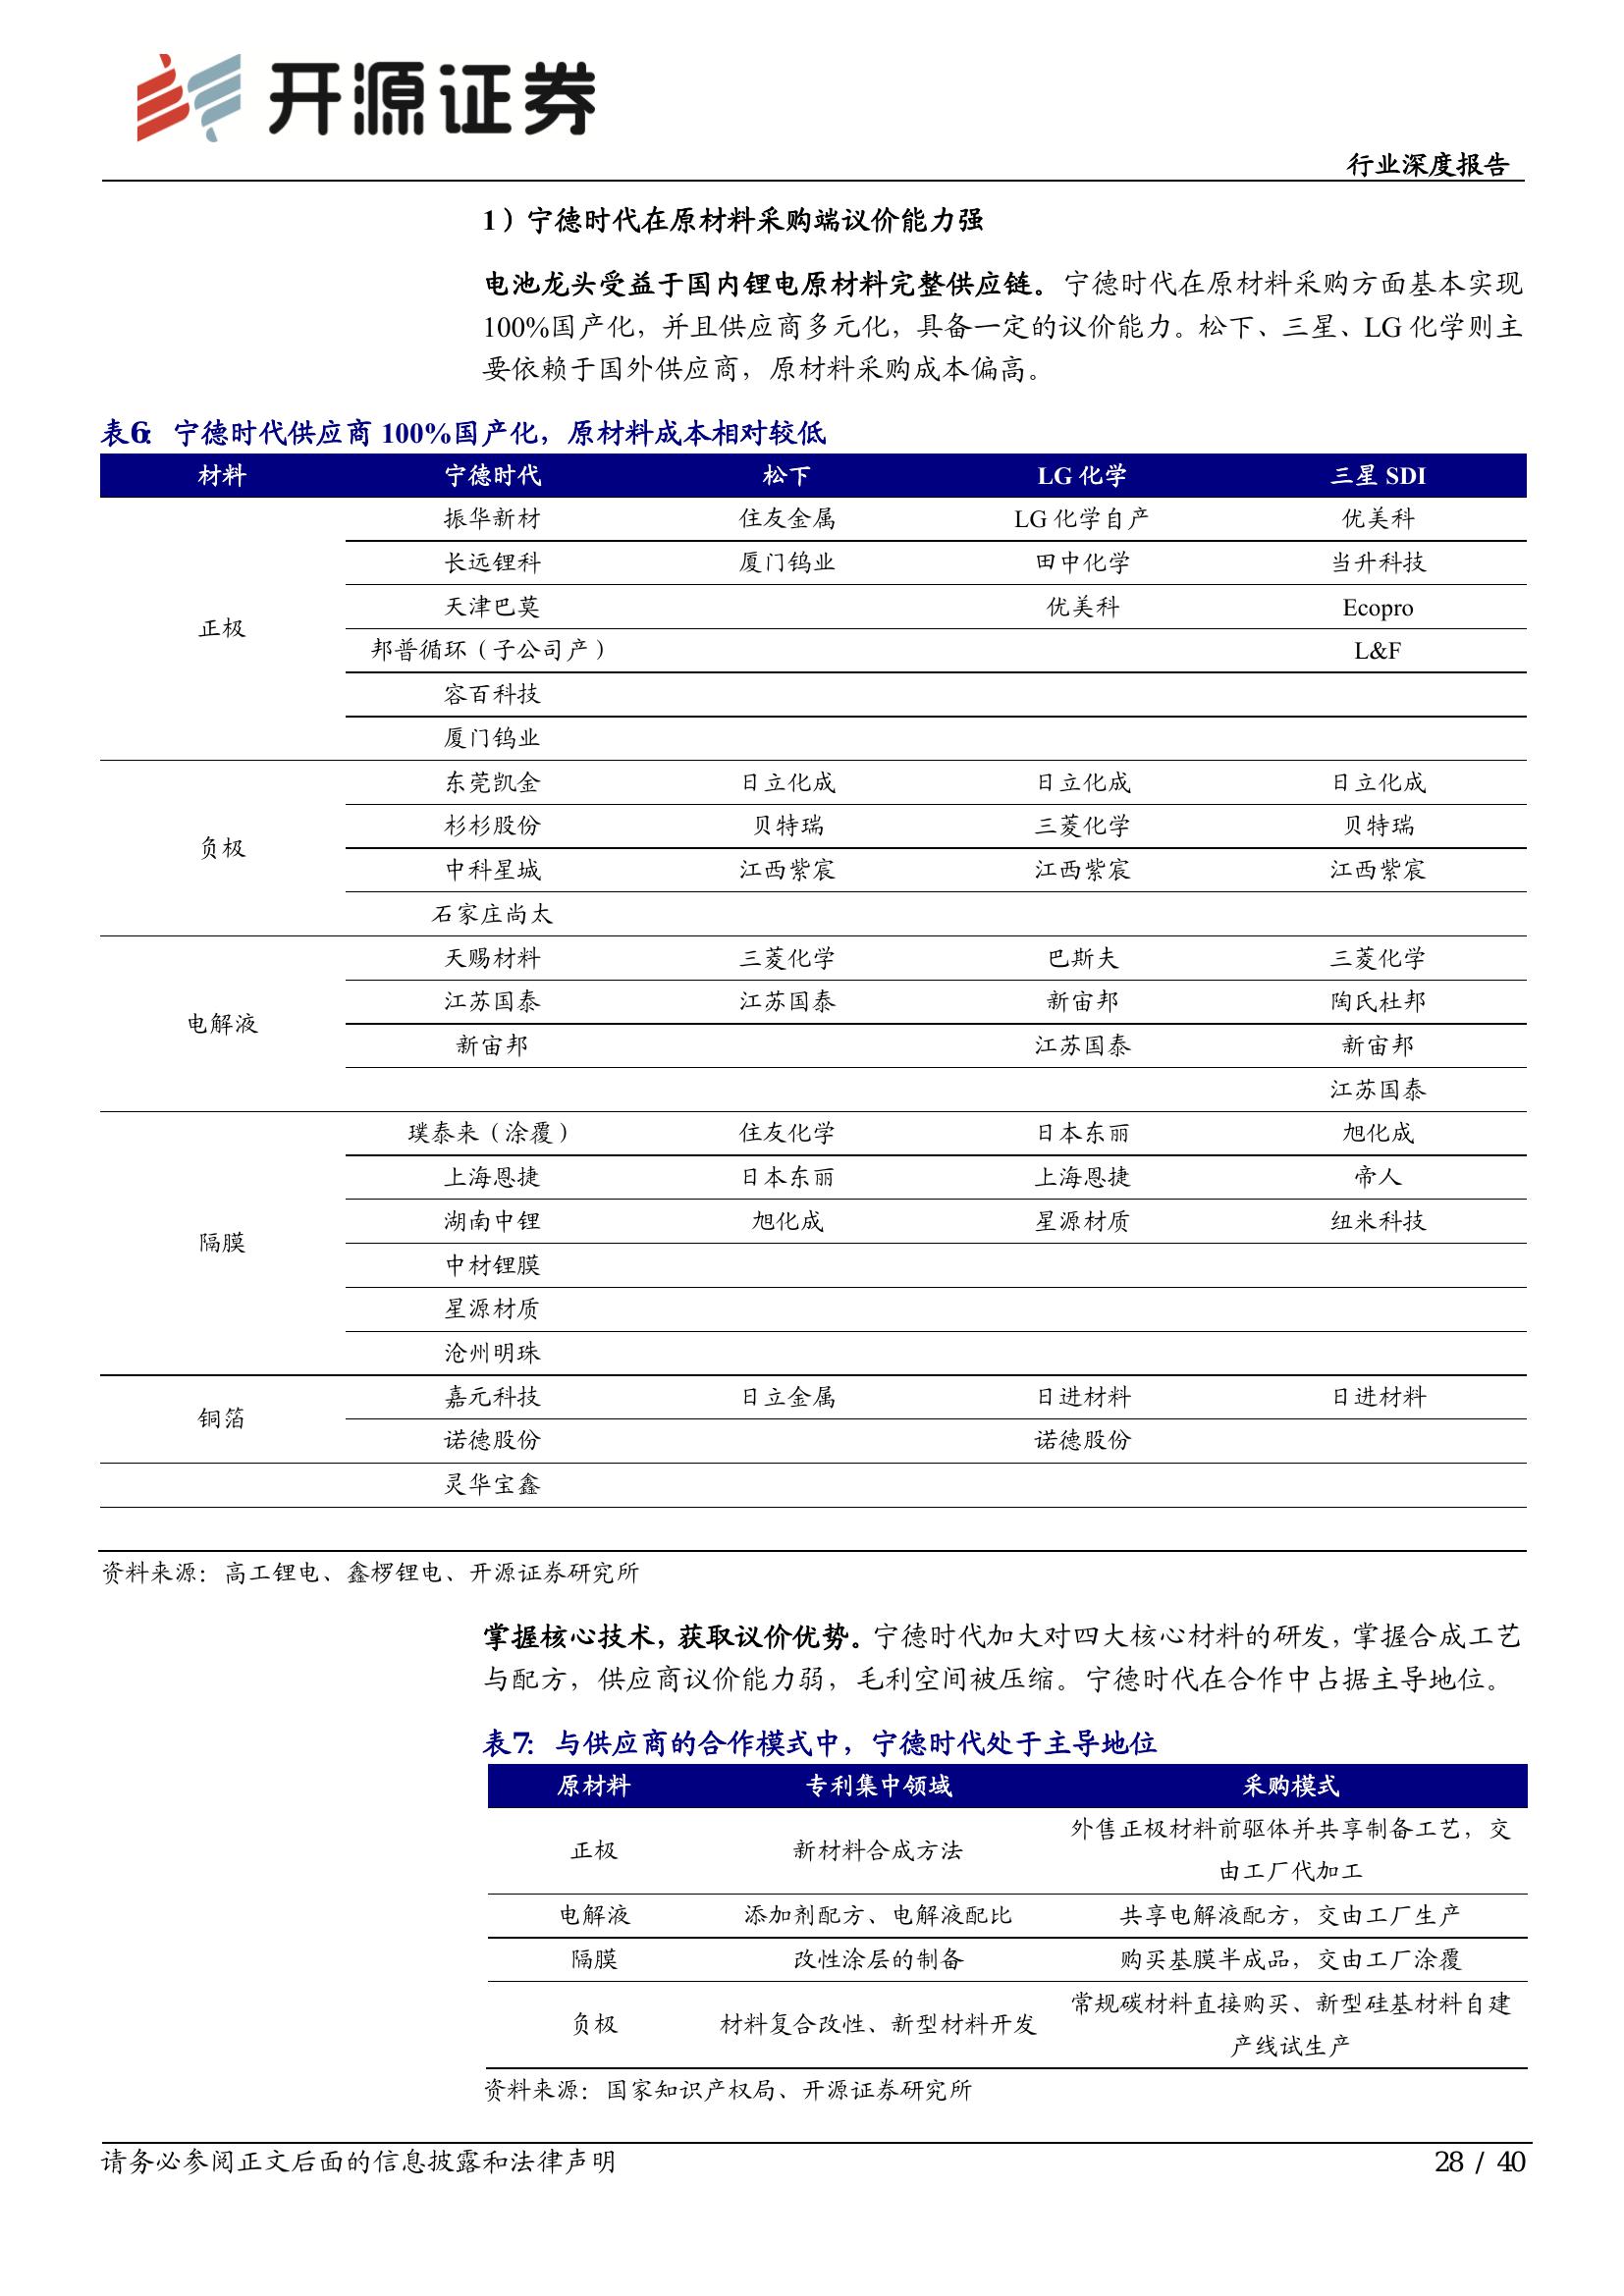 开源证券
行业深度报告
1）宁德时代在原材料采购端议价能力强
电池龙头受益于国内锂电原材料完整供应链。宁德时代在原材料采购方面基本实现
100%国产化，并且供应商多元化，具备一定的议价能力。松下、三星、LG 化学则主
要依赖于国外供应商，原材料采购成本偏高。
表6： 宁德时代供应商 100%国产化，原材料成本相对较低
材料 宁德时代 松下 LG 化学 三星 SDI
振华新材 住友金属 LG 化学自产 优美科
长远锂科 厦门钨业 田中化学 当升科技
天津巴莫 优美科 Ecopro
正极
邦普循环（子公司产） L&F
容百科技
厦门钨业
东莞凯金 日立化成 日立化成 日立化成
杉杉股份 贝特瑞 三菱化学 贝特瑞
负极
中科星城 江西紫宸 江西紫宸 江西紫宸
石家庄尚太
天赐材料 三菱化学 巴斯夫 三菱化学
江苏国泰 江苏国泰 新宙邦 陶氏杜邦
电解液
新宙邦 江苏国泰 新宙邦
江苏国泰
璞泰来（涂覆） 住友化学 日本东丽 旭化成
上海恩捷 日本东丽 上海恩捷 帝人
湖南中锂 旭化成 星源材质 纽米科技
隔膜
中材锂膜
星源材质
沧州明珠
嘉元科技 日立金属 日进材料 日进材料
铜箔
诺德股份 诺德股份
灵华宝鑫
资料来源：高工锂电、鑫椤锂电、开源证券研究所
掌握核心技术，获取议价优势。宁德时代加大对四大核心材料的研发，掌握合成工艺
与配方，供应商议价能力弱，毛利空间被压缩。宁德时代在合作中占据主导地位。
表7： 与供应商的合作模式中，宁德时代处于主导地位
原材料 专利集中领域 采购模式
外售正极材料前驱体并共享制备工艺，交
正极 新材料合成方法
由工厂代加工
电解液 添加剂配方、电解液配比 共享电解液配方，交由工厂生产
隔膜 改性涂层的制备 购买基膜半成品，交由工厂涂覆
常规碳材料直接购买、新型硅基材料自建
负极 材料复合改性、新型材料开发
产线试生产
资料来源：国家知识产权局、开源证券研究所
请务必参阅正文后面的信息披露和法律声明 28 / 40